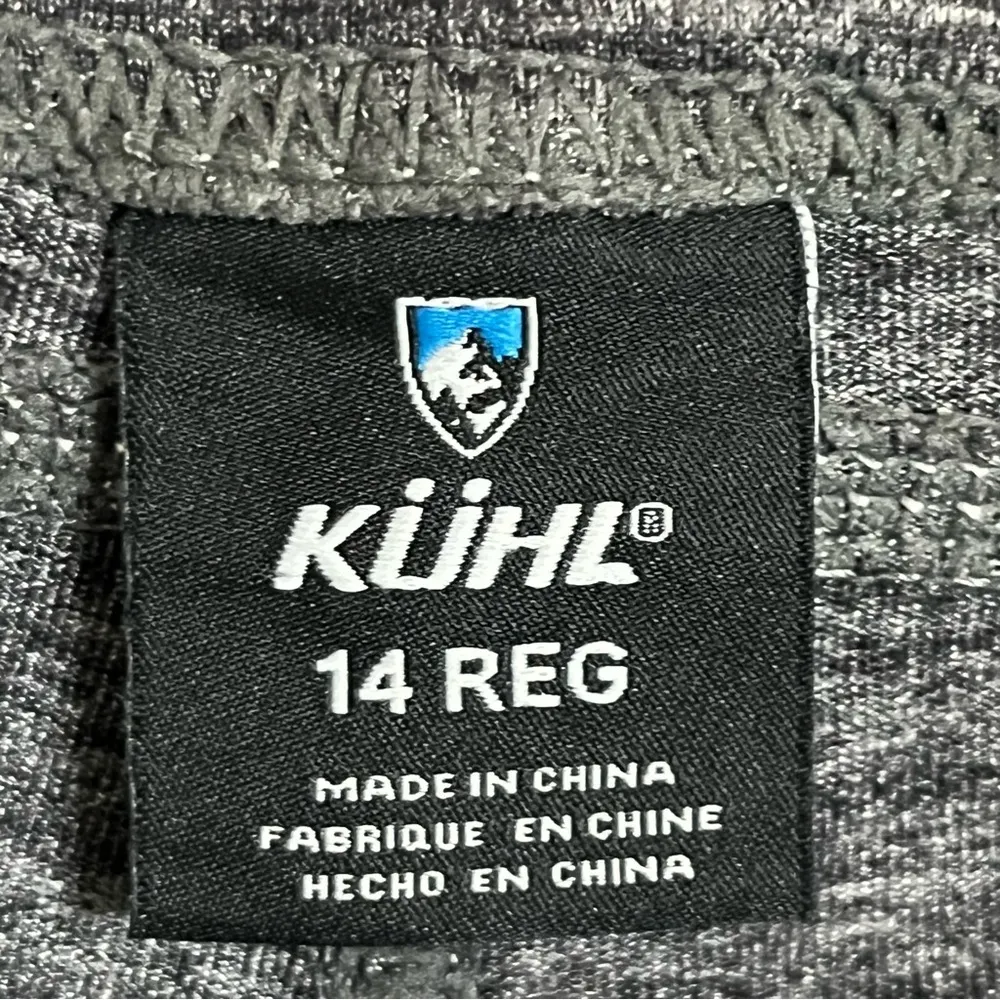 KÜHL®
14 REG
MADE IN CHINA
FABRIQUE EN CHINE
HECHO EN CHINA